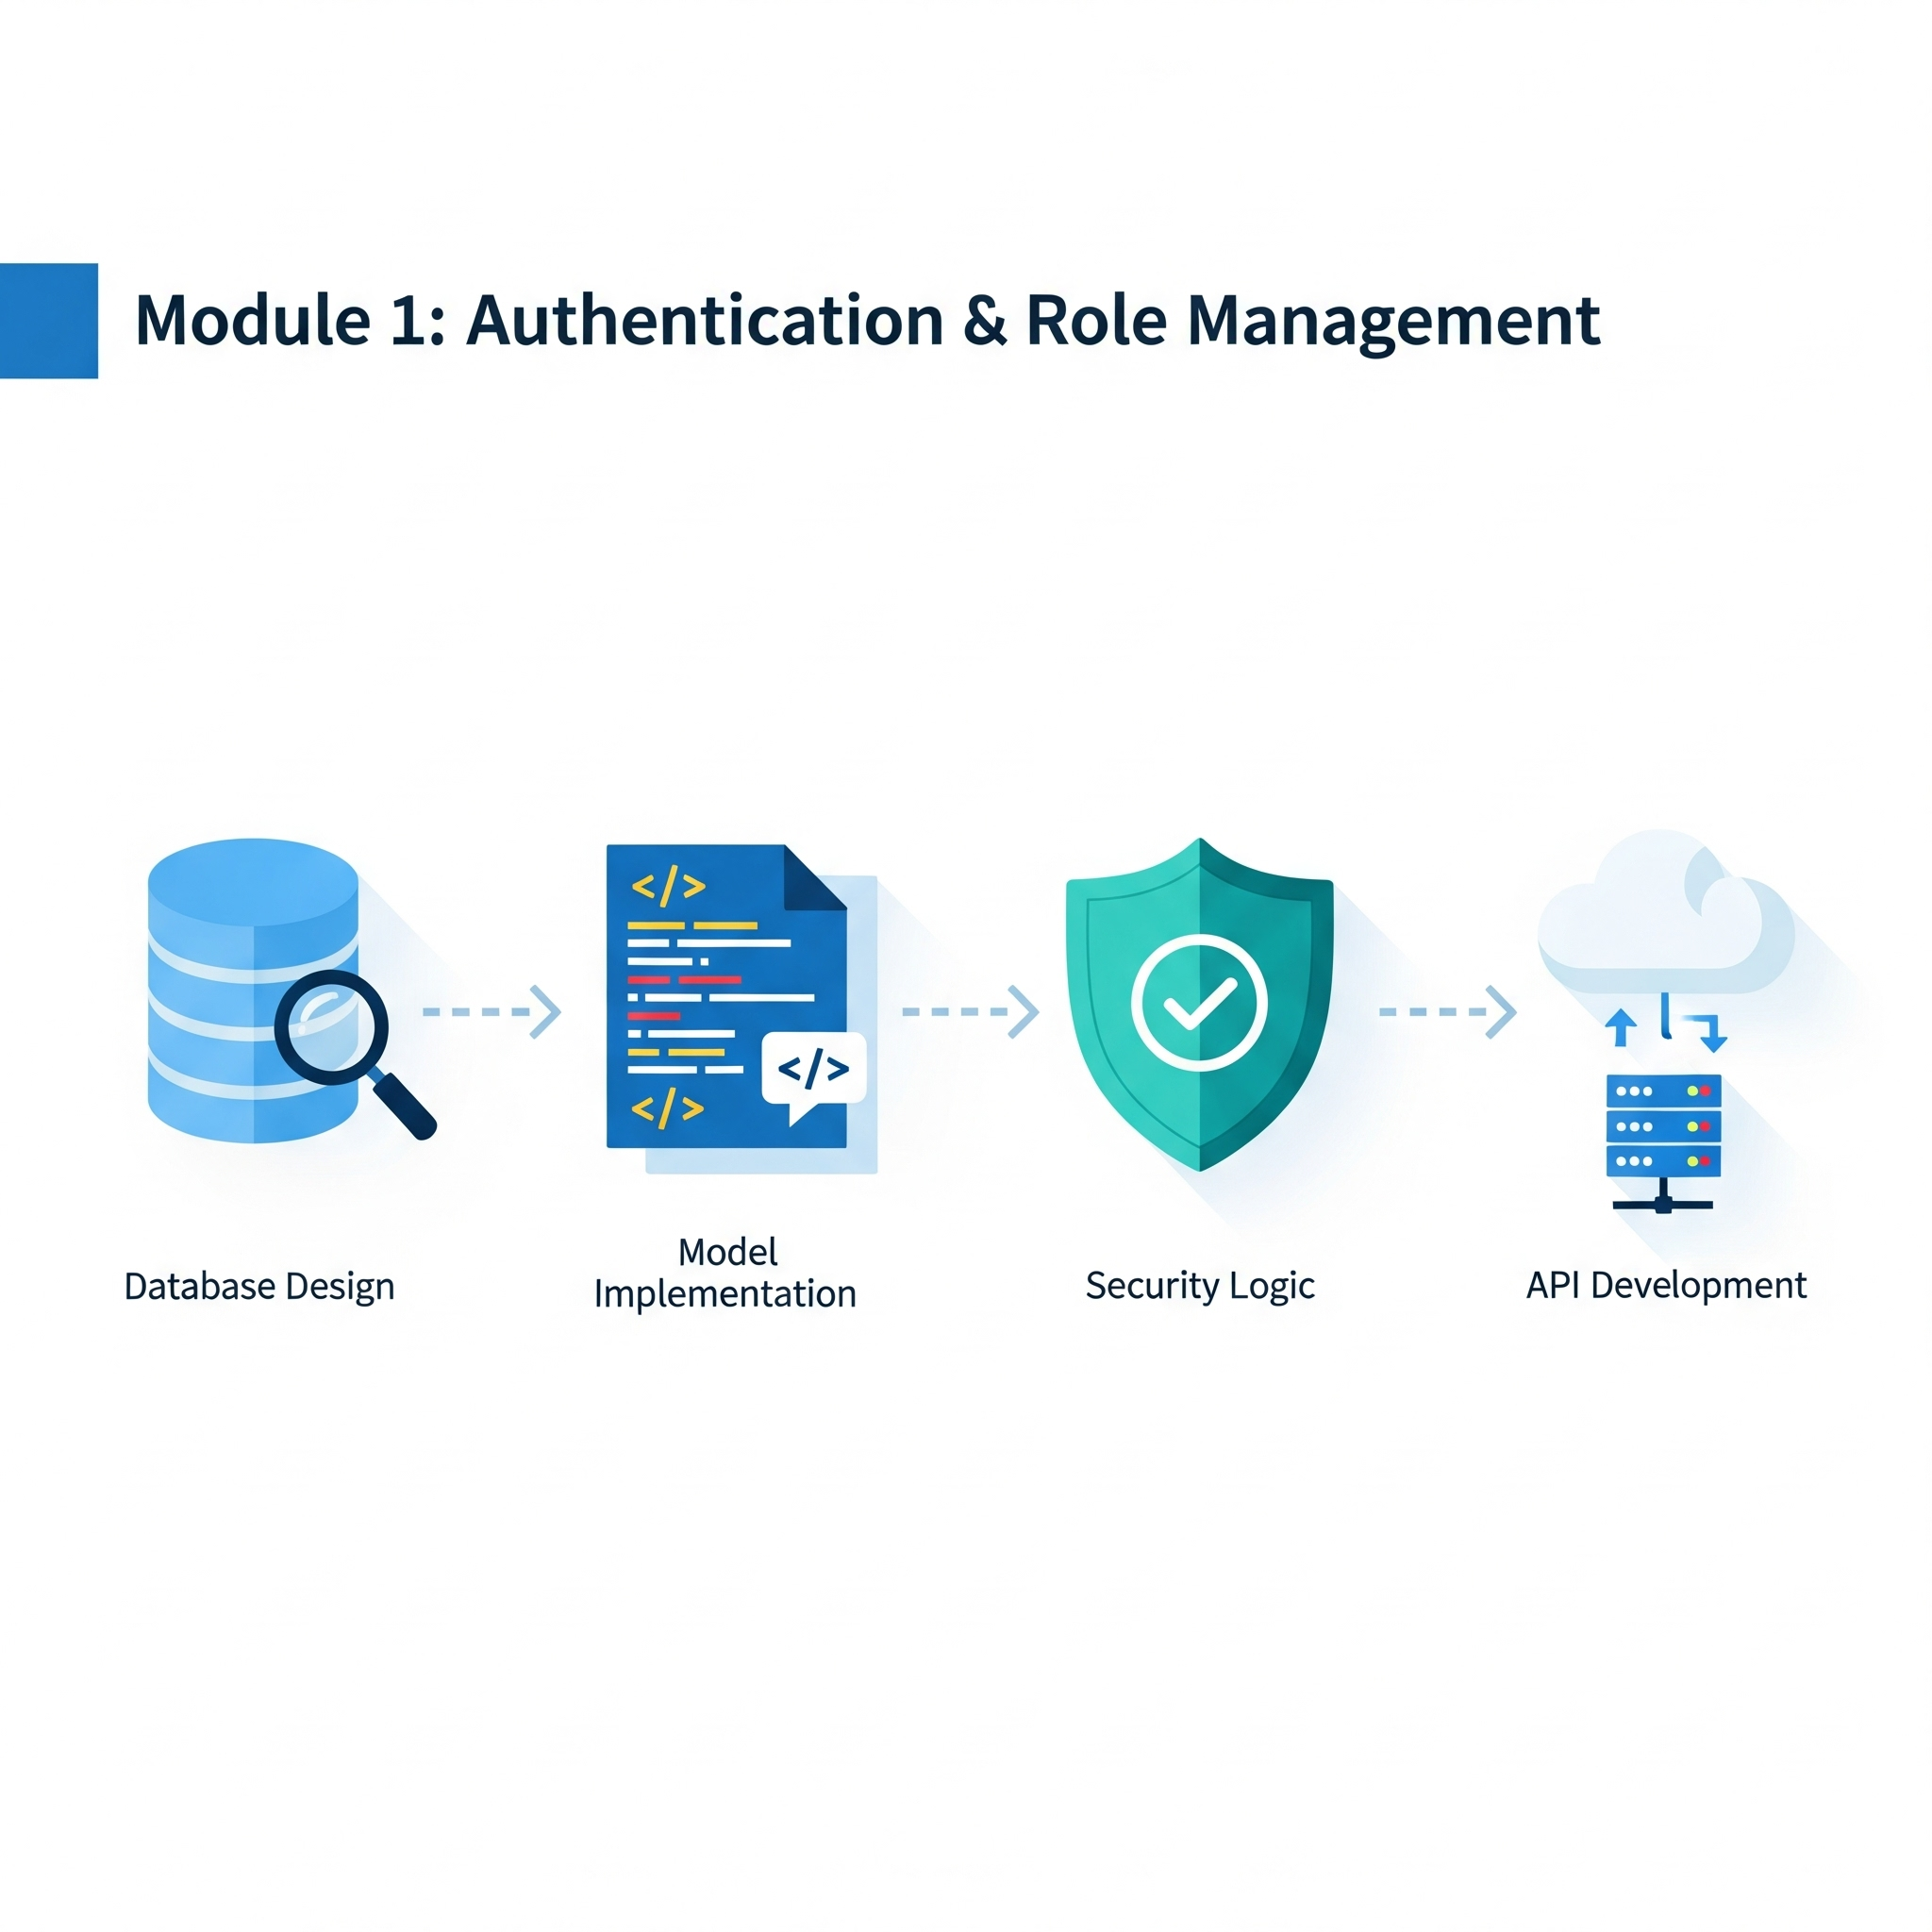 Module 1: Authentication & Role Management
</>
</>
</>
Database Design
Model
Implementation
Security Logic
API Development